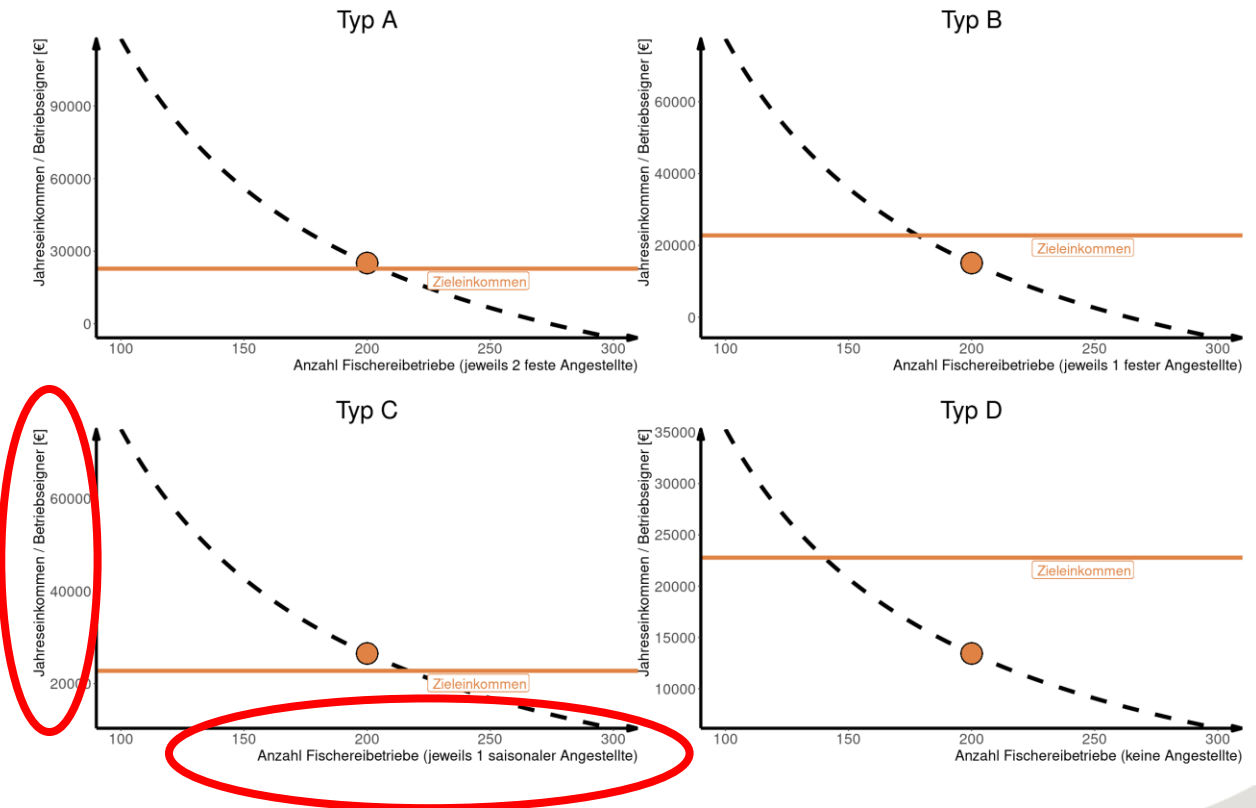 Typ A
Jahreseinkommen / Betriebseigner [€]
90000
60000
30000
0
Zieleinkommen
100 150 200 250 300
Anzahl Fischereibetriebe (jeweils 2 feste Angestellte)
Typ B
Jahreseinkommen / Betriebseigner [€]
60000
40000
20000
0
Zieleinkommen
100 150 200 250 300
Anzahl Fischereibetriebe (jeweils 1 fester Angestellte)
Typ C
Jahreseinkommen / Betriebseigner [€]
60000
40000
20000
Zieleinkommen
100 150 200 250 300
Anzahl Fischereibetriebe (jeweils 1 saisonaler Angestellte)
Typ D
Jahreseinkommen / Betriebseigner [€]
35000
30000
25000
20000
15000
10000
Zieleinkommen
100 150 200 250 300
Anzahl Fischereibetriebe (keine Angestellte)